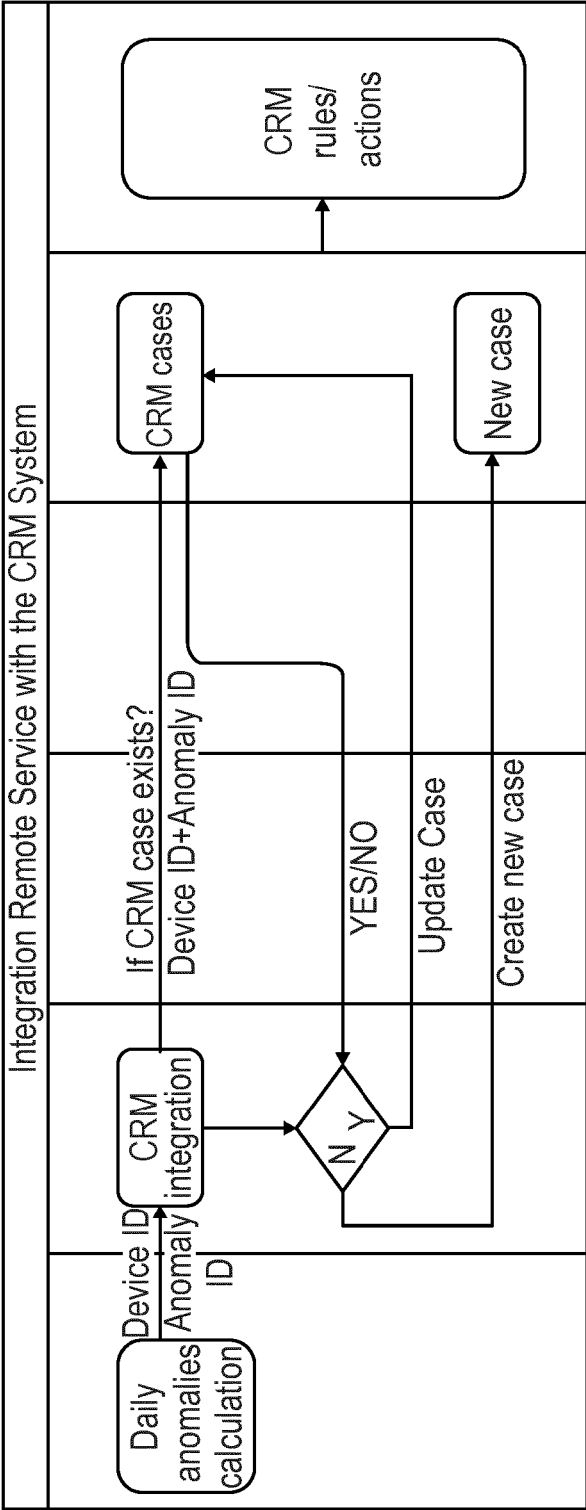 Integration Remote Service with the CRM System
Daily
anomalies
calculation
Device ID
Anomaly
ID
CRM
integration
If CRM case exists?
Device ID+Anomaly ID
CRM cases
CRM
rules/
actions
N
Y
YES/NO
Update Case
Create new case
New case